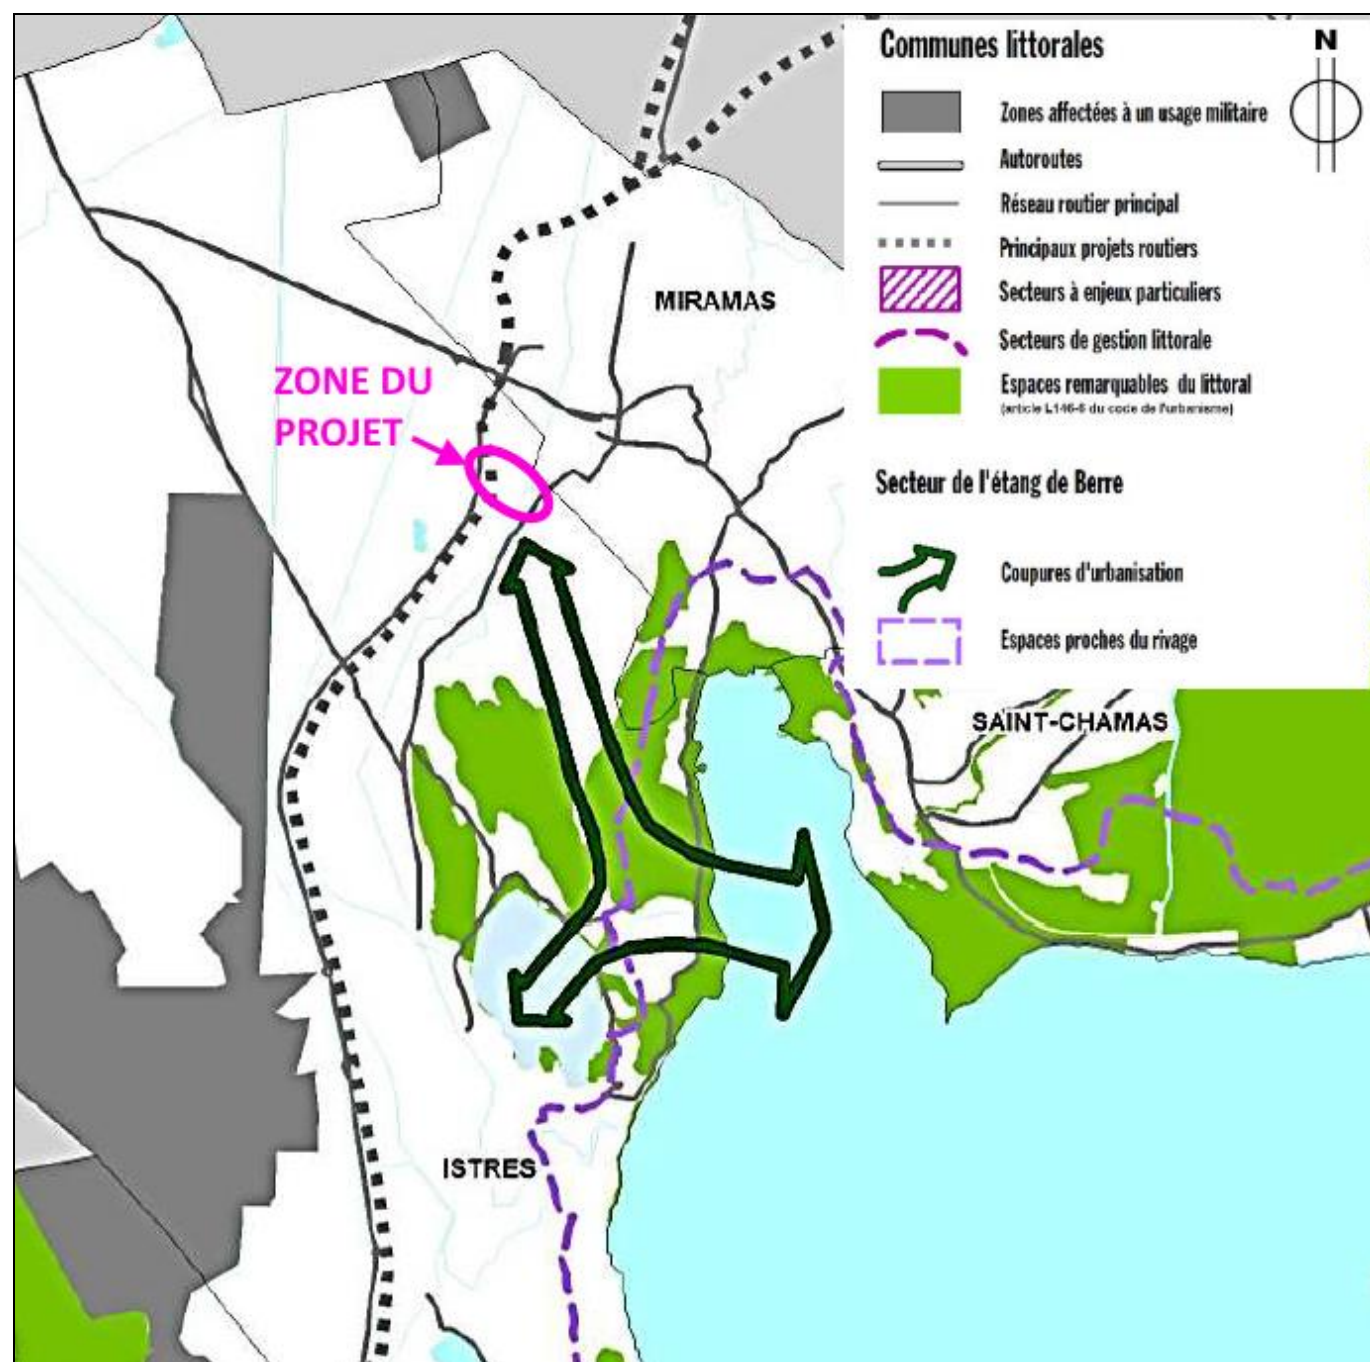 Communes littorales
N
Zones affectées à un usage militaire
Autoroutes
Réseau routier principal
Principaux projets routiers
Secteurs à enjeux particuliers
Secteurs de gestion littorale
Espaces remarquables du littoral
(article L146-6 du code de l'urbanisme)
Secteur de l'étang de Berre
Coupures d'urbanisation
Espaces proches du rivage
MIRAMAS
ZONE DU
PROJET
SAINT-CHAMAS
ISTRES